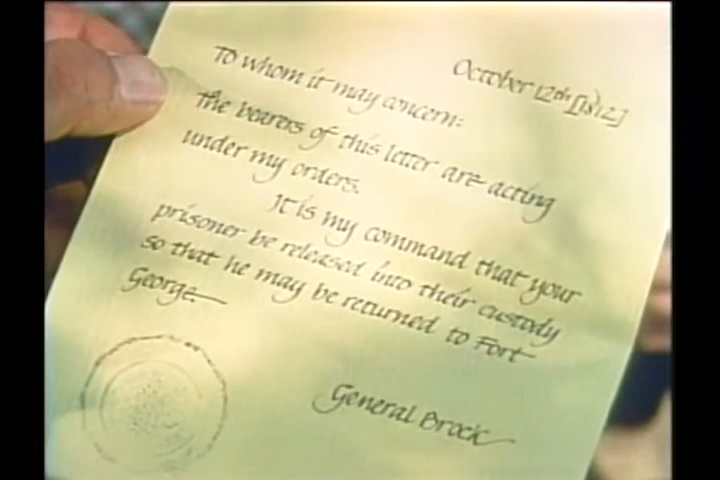 October 12th [1812]
To whom it may concern:
The bearers of this letter are acting
under my orders.
It is my command that your
prisoner be released into their custody
so that he may be returned to Fort
George.
General Brock